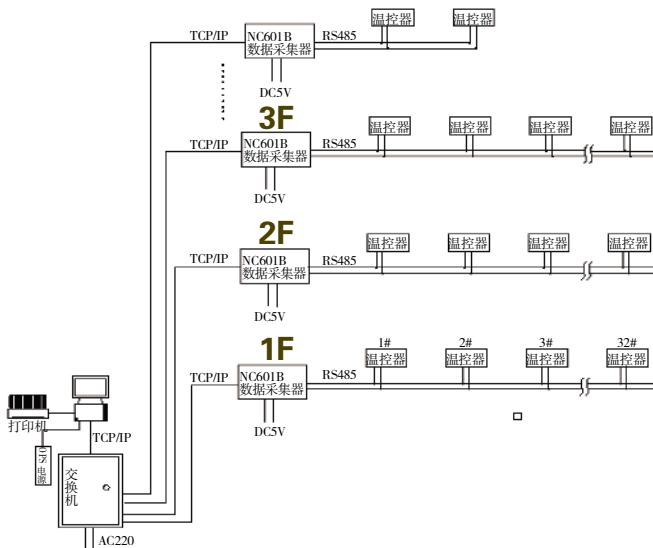 温控器 温控器
TCP/IP NC601B RS485
数据采集器
DC5V
3F
温控器 温控器 温控器 温控器
TCP/IP NC601B RS485
数据采集器
DC5V
2F
温控器 温控器 温控器 温控器
TCP/IP NC601B RS485
数据采集器
DC5V
1F
1# 2# 3# 32#
温控器 温控器 温控器 温控器
TCP/IP NC601B RS485
数据采集器
DC5V
打印机
TCP/IP
UPS 电源
交换机
AC220